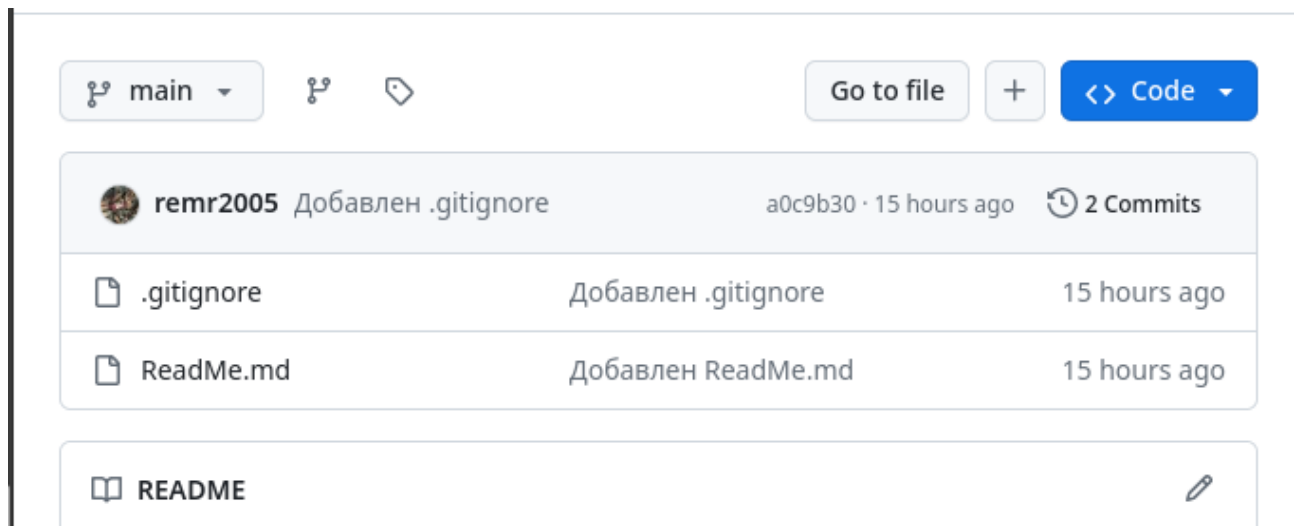 main Go to file + <> Code
remr2005 Добавлен .gitignore a0c9b30 · 15 hours ago 2 Commits
.gitignore Добавлен .gitignore 15 hours ago
ReadMe.md Добавлен ReadMe.md 15 hours ago
README